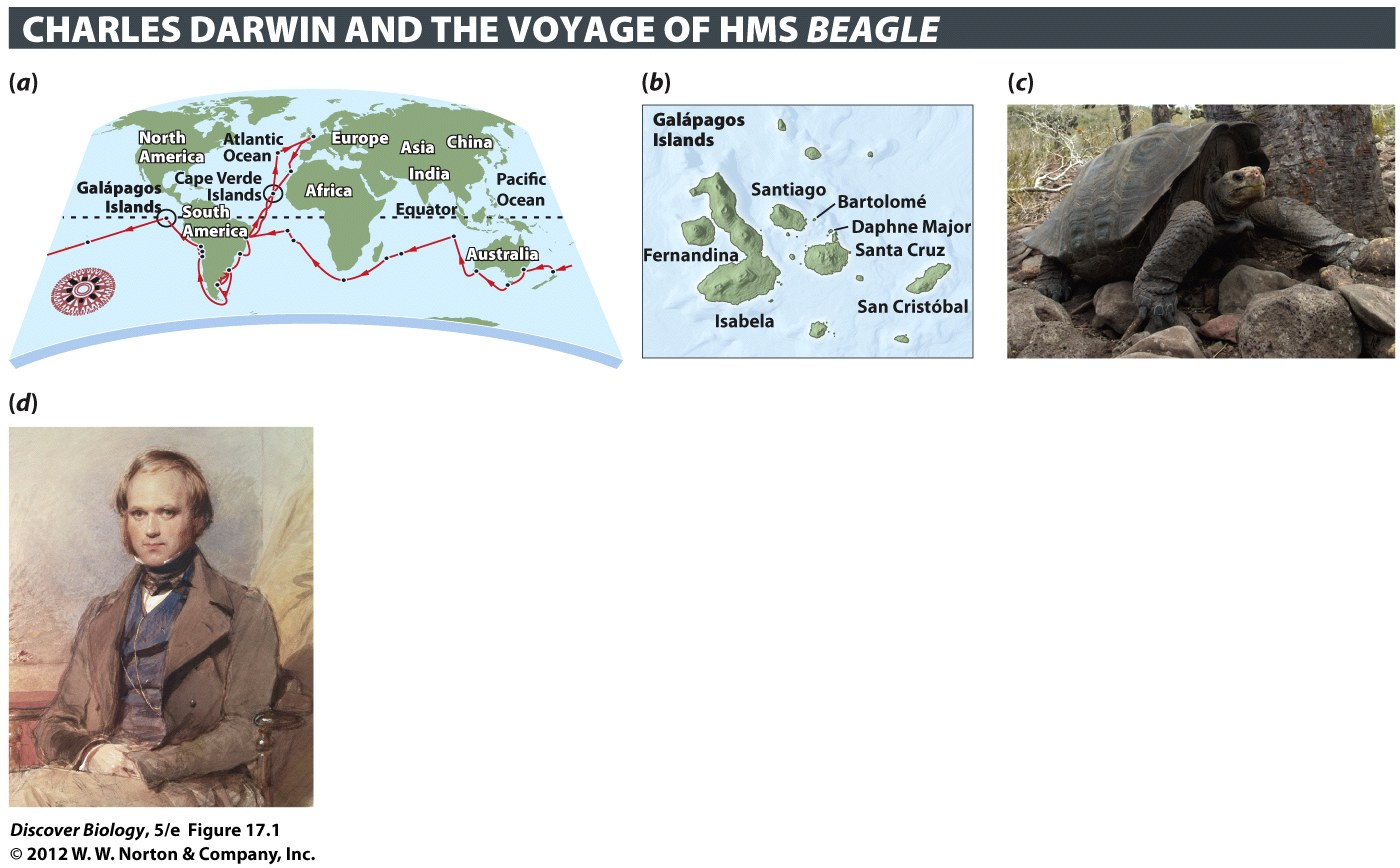 CHARLES DARWIN AND THE VOYAGE OF HMS BEAGLE
(a)
North
America
Atlantic
Ocean
Europe
Asia
China
India
Cape Verde
Islands
Africa
Pacific
Ocean
Galápagos
Islands
South
America
Equator
Australia
(b)
Galápagos
Islands
Santiago
Bartolomé
Daphne Major
Santa Cruz
Fernandina
San Cristóbal
Isabela
(c)
(d)
Discover Biology, 5/e Figure 17.1
© 2012 W. W. Norton & Company, Inc.